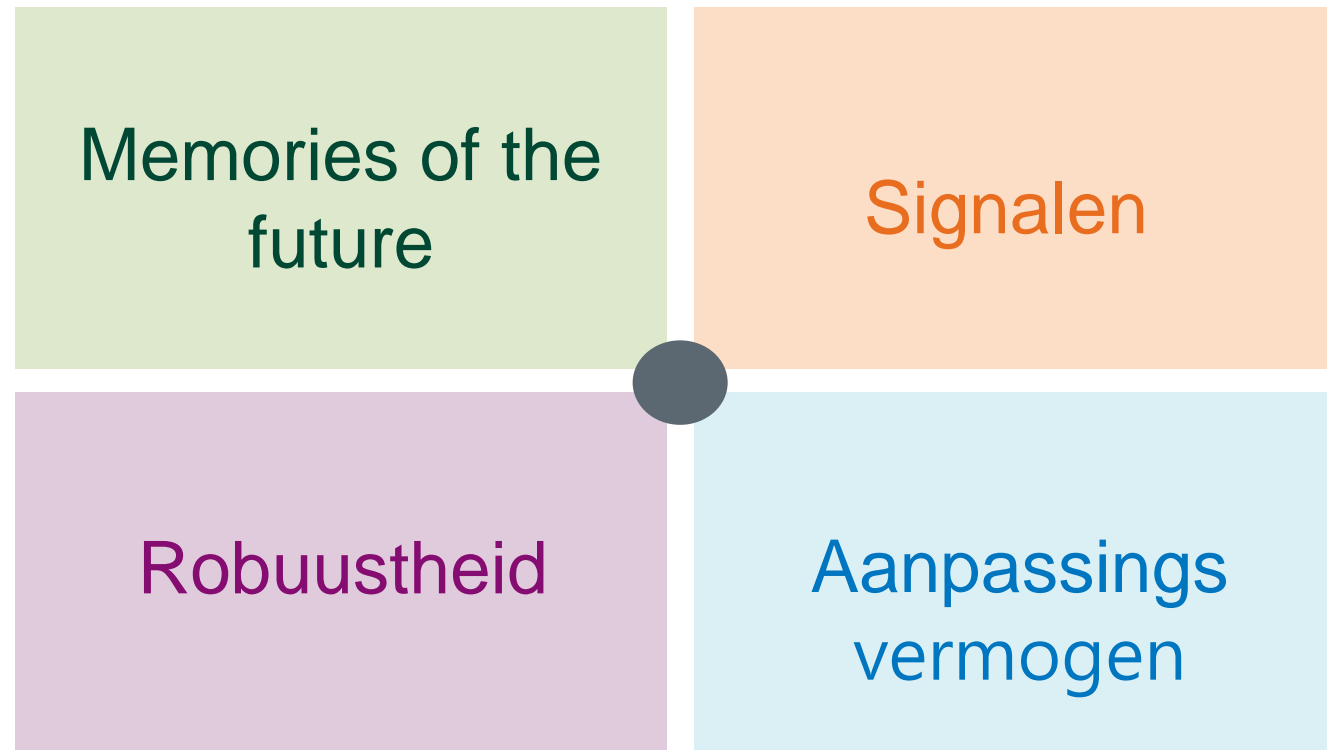 Memories of the
future
Signalen
Robuustheid
Aanpassings
vermogen